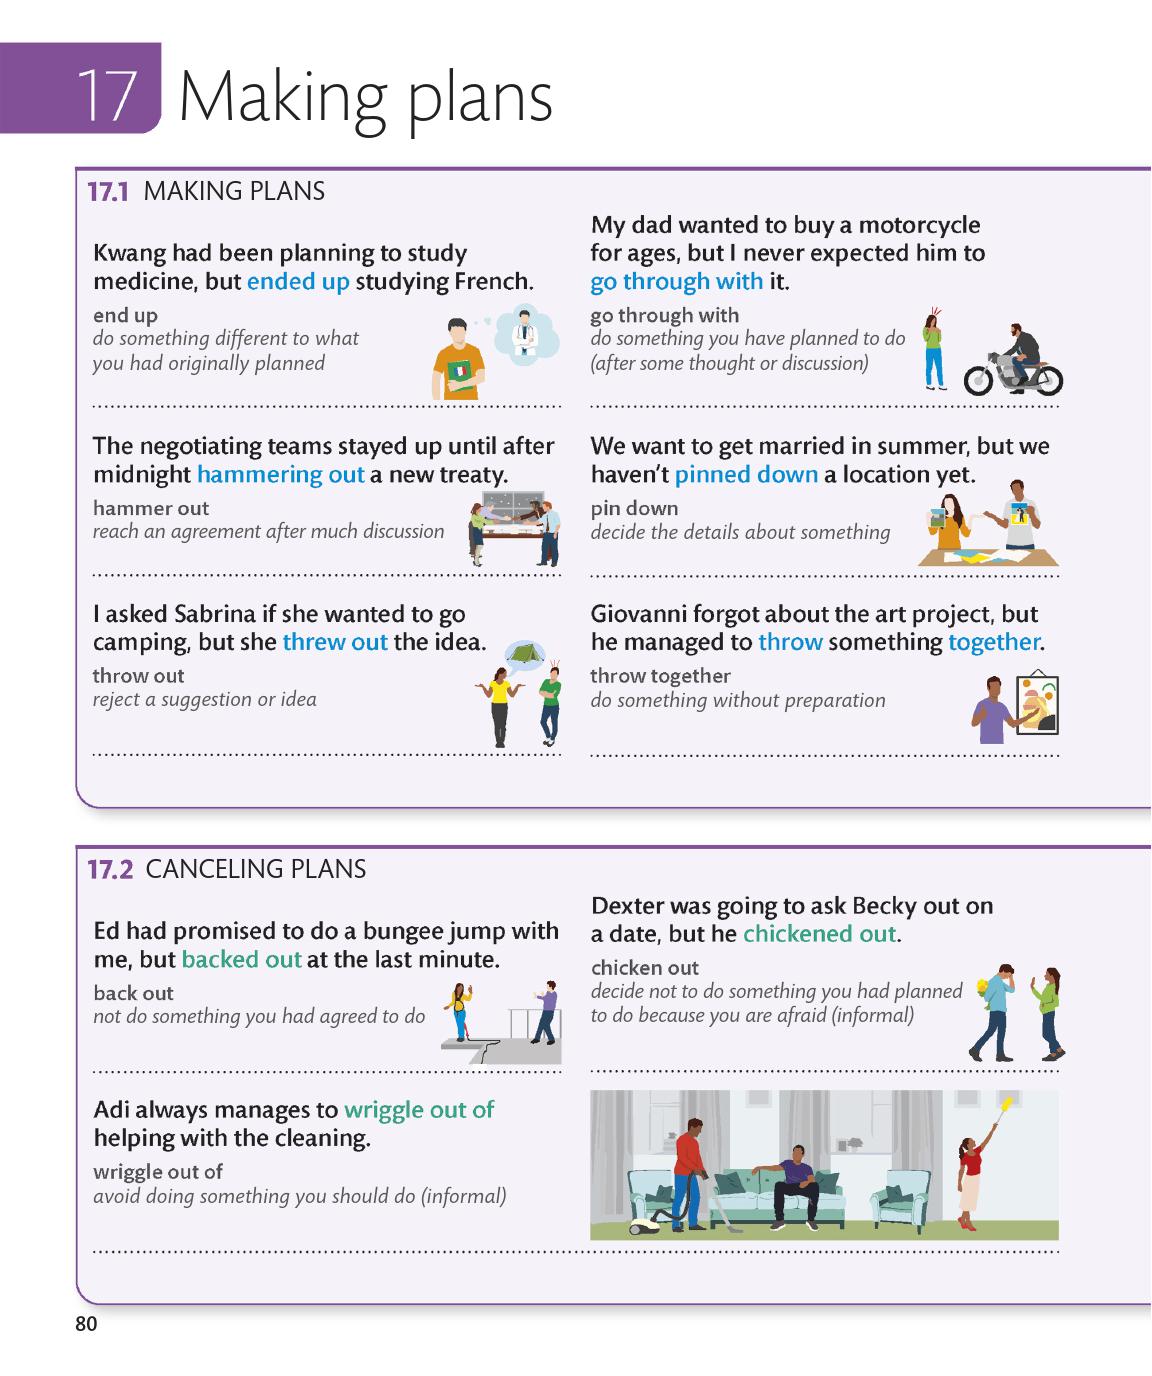 17 Making plans
17.1 MAKING PLANS
Kwang had been planning to study
medicine, but ended up studying French.
end up
do something different to what
you had originally planned
My dad wanted to buy a motorcycle
for ages, but I never expected him to
go through with it.
go through with
do something you have planned to do
(after some thought or discussion)
The negotiating teams stayed up until after
midnight hammering out a new treaty.
hammer out
reach an agreement after much discussion
We want to get married in summer, but we
haven't pinned down a location yet.
pin down
decide the details about something
I asked Sabrina if she wanted to go
camping, but she threw out the idea.
throw out
reject a suggestion or idea
Giovanni forgot about the art project, but
he managed to throw something together.
throw together
do something without preparation
17.2 CANCELING PLANS
Ed had promised to do a bungee jump with
me, but backed out at the last minute.
back out
not do something you had agreed to do
Dexter was going to ask Becky out on
a date, but he chickened out.
chicken out
decide not to do something you had planned
to do because you are afraid (informal)
Adi always manages to wriggle out of
helping with the cleaning.
wriggle out of
avoid doing something you should do (informal)
80